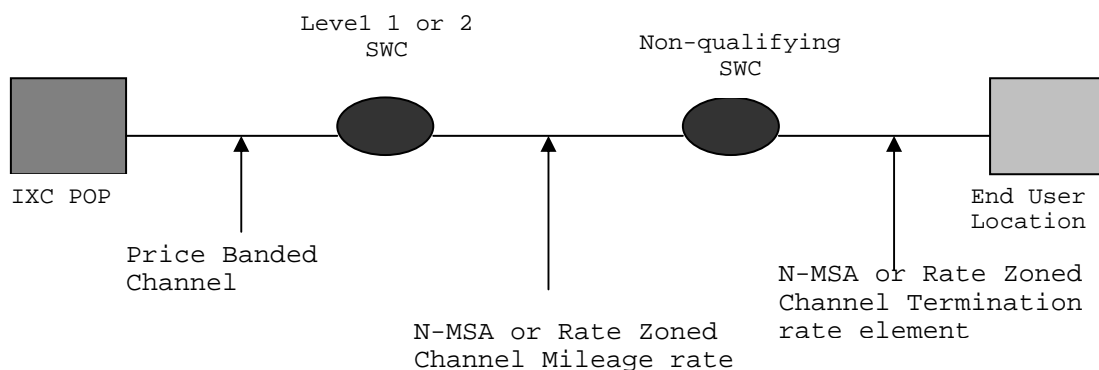 Level 1 or 2
SWC
Non-qualifying
SWC
IXC POP
End User
Location
Price Banded
Channel
N-MSA or Rate Zoned
Channel Termination
rate element
N-MSA or Rate Zoned
Channel Mileage rate